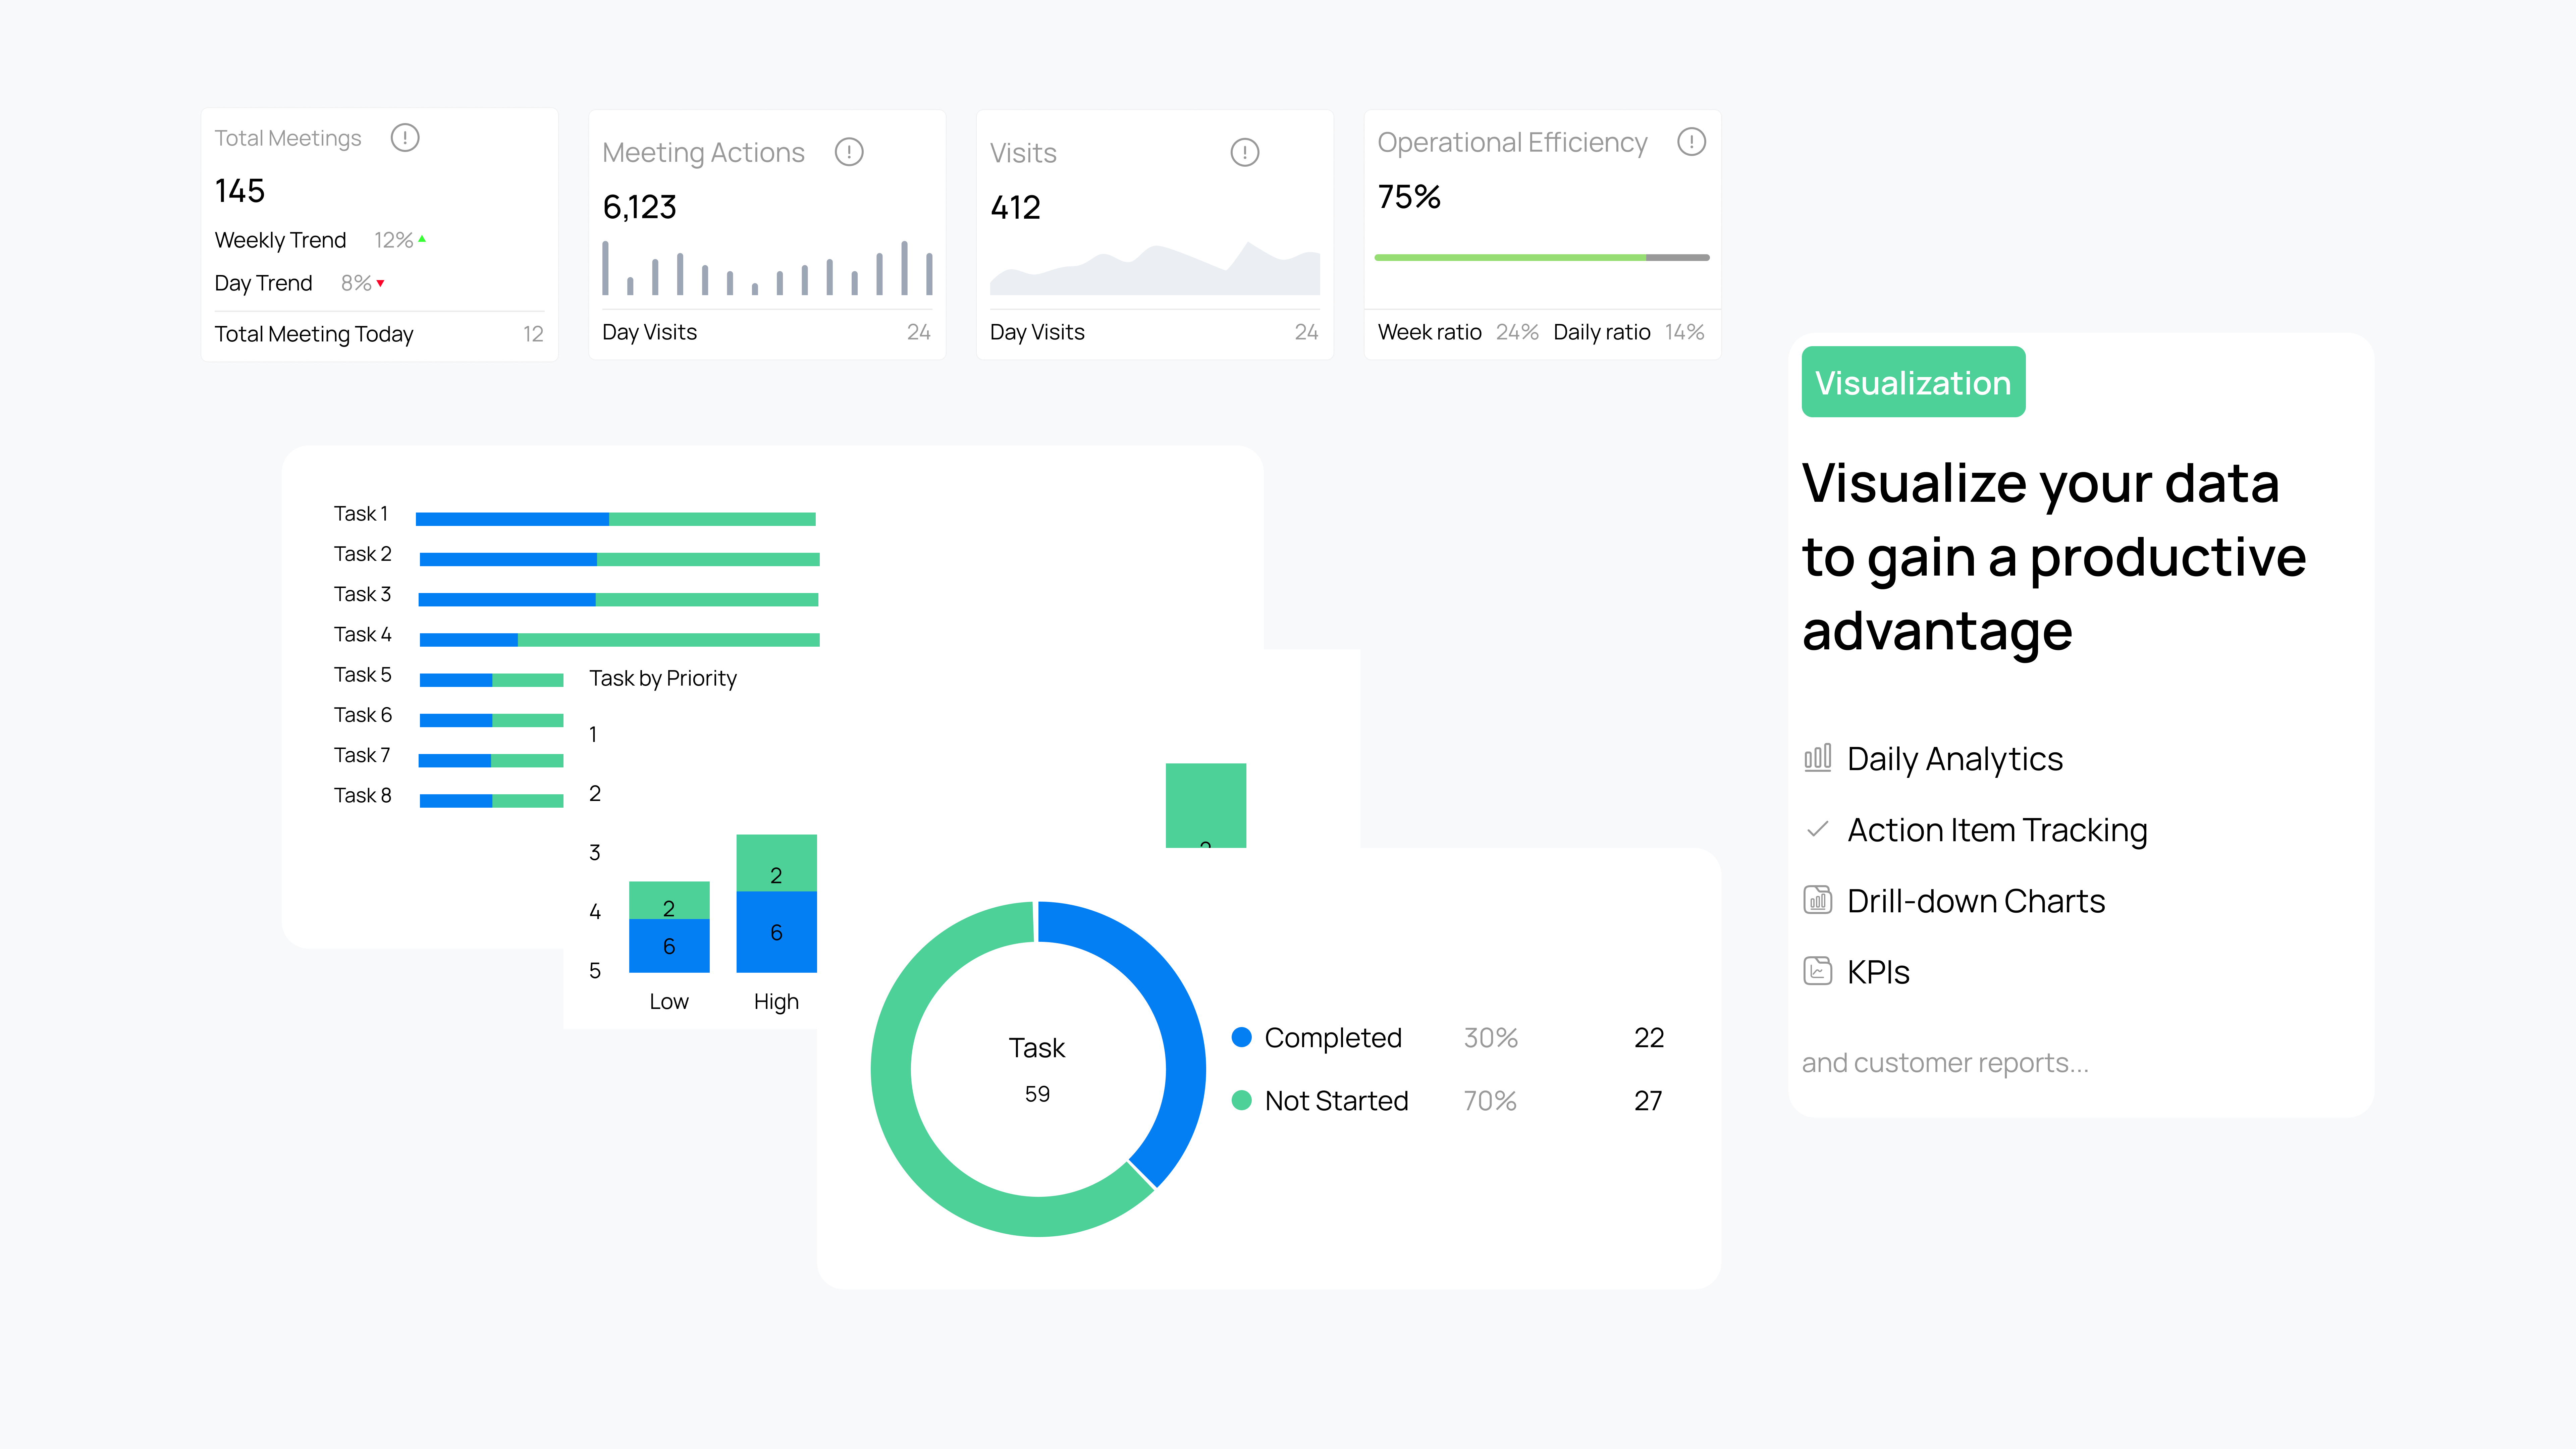 Total Meetings
145
Weekly Trend 12%
Day Trend 8%
Total Meeting Today 12
Meeting Actions
6,123
Day Visits 24
Visits
412
Day Visits 24
Operational Efficiency
75%
Week ratio 24% Daily ratio 14%
Task 1
Task 2
Task 3
Task 4
Task 5
Task 6
Task 7
Task 8
Task by Priority
1
2
3
4
5
2
6
Low
2
6
High
Task
59
Completed 30% 22
Not Started 70% 27
Visualization
Visualize your data
to gain a productive
advantage
Daily Analytics
Action Item Tracking
Drill-down Charts
KPIs
and customer reports...